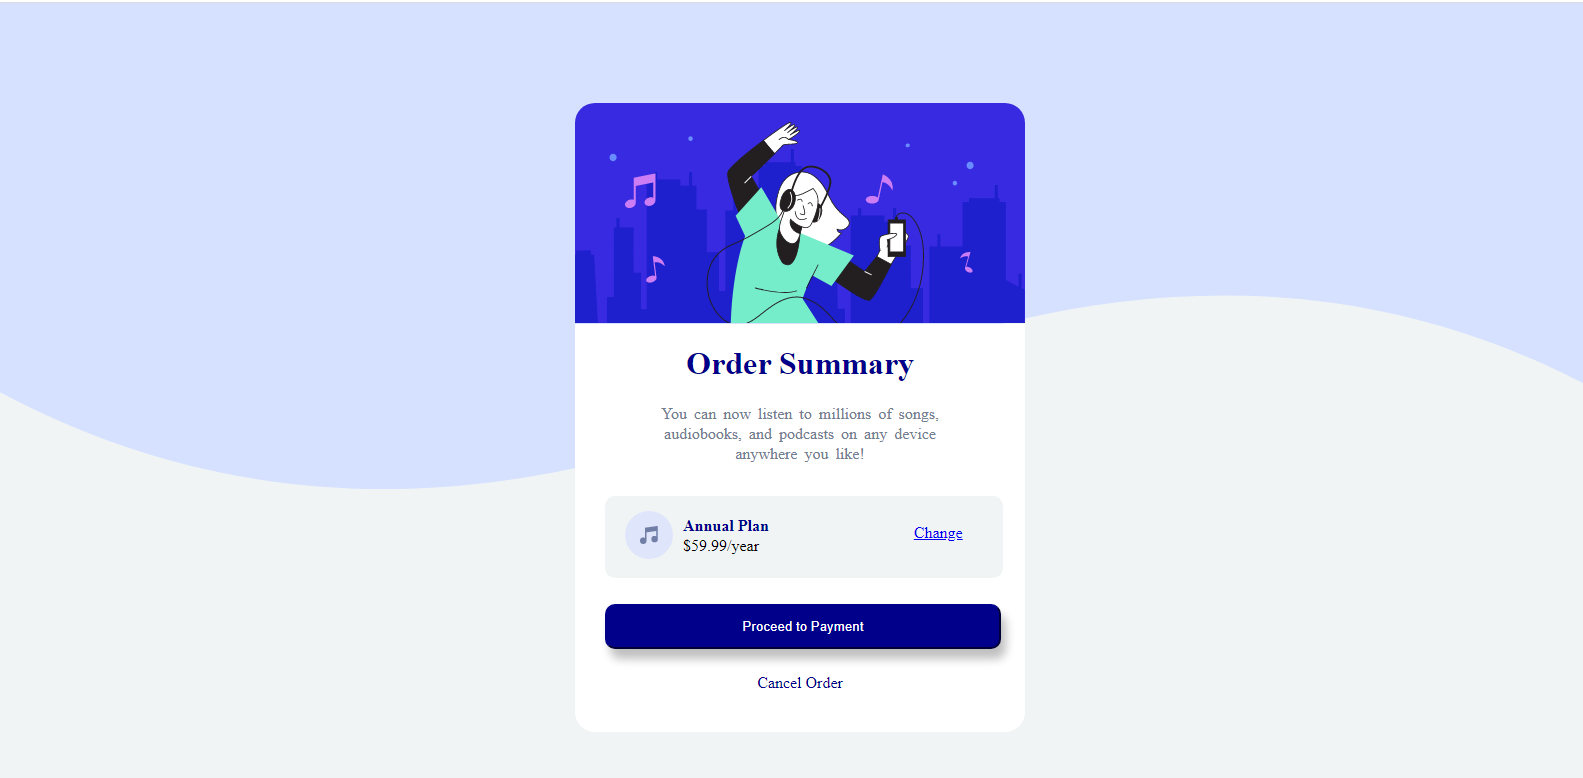 Order Summary
You can now listen to millions of songs,
audiobooks, and podcasts on any device
anywhere you like!
Annual Plan
$59.99/year
Change
Proceed to Payment
Cancel Order